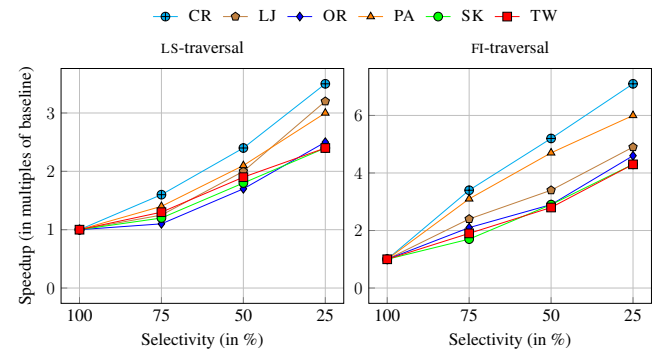 CR LJ OR PA SK TW
LS-traversal
FI-traversal
Speedup (in multiples of baseline)
3
2
1
0
100 75 50 25
Selectivity (in %)
6
4
2
0
100 75 50 25
Selectivity (in %)